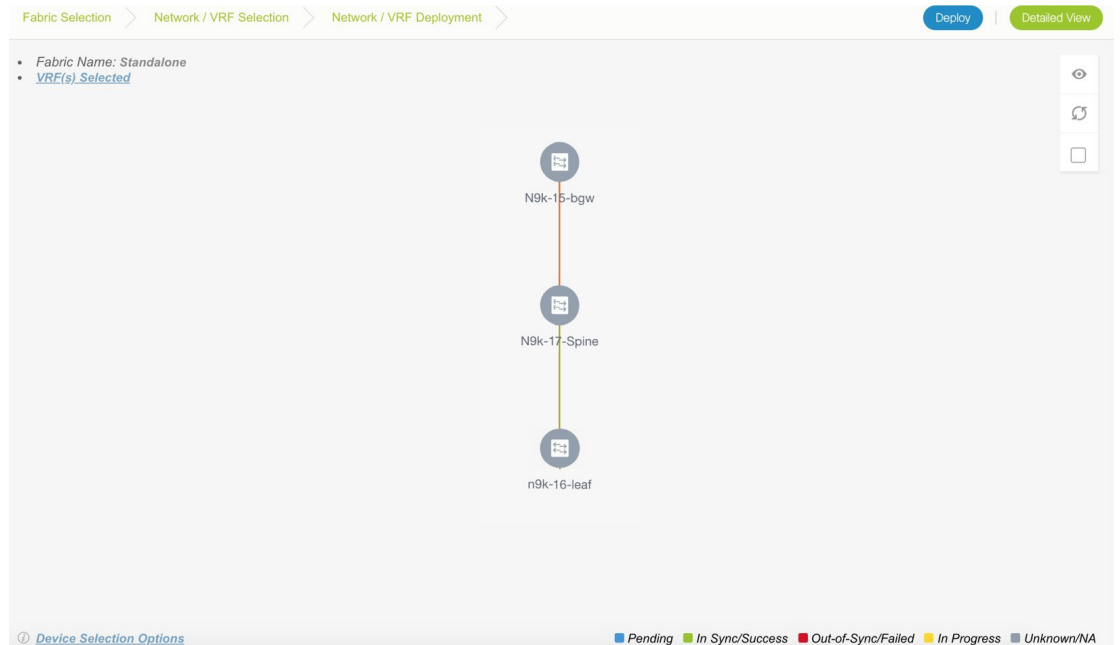 Fabric Selection Network / VRF Selection Network / VRF Deployment Deploy Detailed View
Fabric Name: Standalone
VRF(s) Selected
N9k-15-bgw
N9k-17-Spine
n9k-16-leaf
Device Selection Options Pending In Sync/Success Out-of-Sync/Failed In Progress Unknown/NA